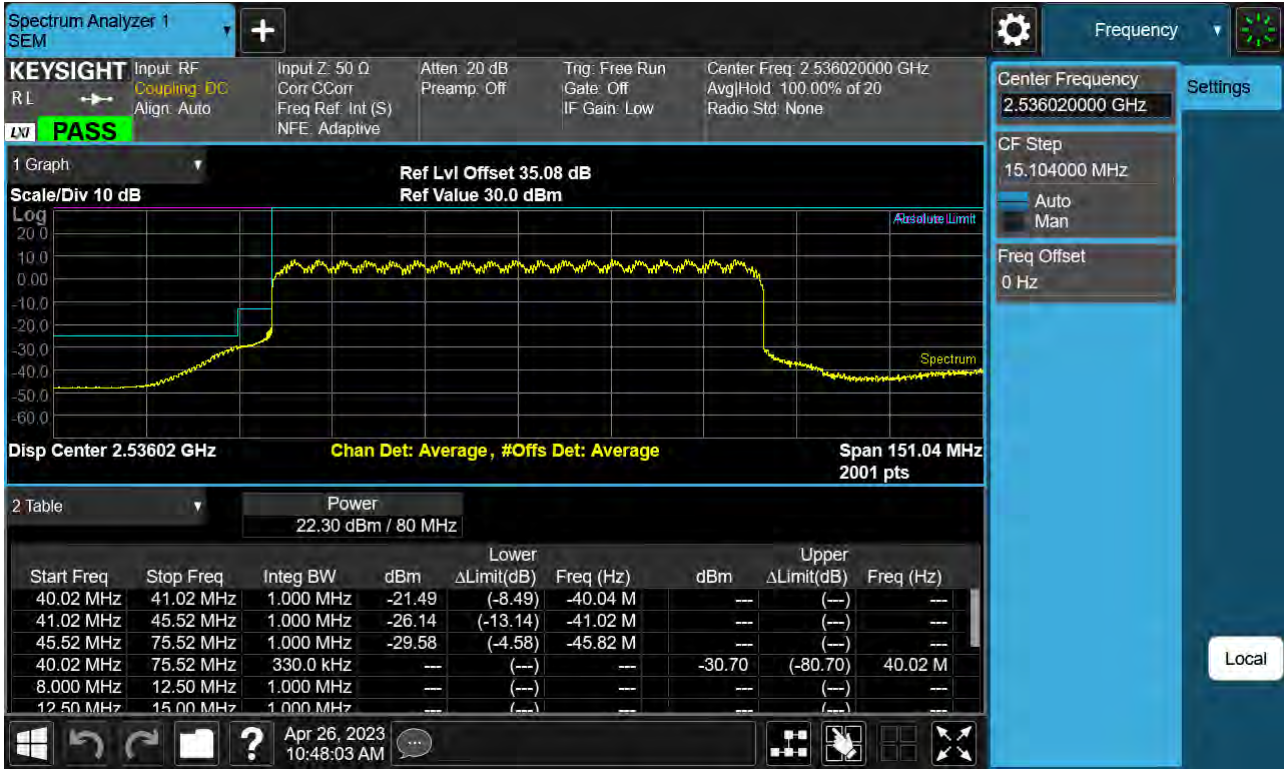 Spectrum Analyzer 1
SEM
Frequency
KEYSIGHT
RL
LXI
PASS
Input: RF
Coupling: DC
Align: Auto
Input Z: 50 Ω
Corr CCorr
Freq Ref: Int (S)
NFE: Adaptive
Atten: 20 dB
Preamp: Off
Trig: Free Run
Gate: Off
IF Gain: Low
Center Freq: 2.536020000 GHz
Avg|Hold: 100.00% of 20
Radio Std: None
Center Frequency
2.536020000 GHz
Settings
CF Step
15.104000 MHz
Auto
Man
Freq Offset
0 Hz
Local
1 Graph
Scale/Div 10 dB
Ref Lvl Offset 35.08 dB
Ref Value 30.0 dBm
Log
20.0
10.0
0.00
-10.0
-20.0
-30.0
-40.0
-50.0
-60.0
Absolute Limit
Spectrum
Disp Center 2.53602 GHz Chan Det: Average, #Offs Det: Average Span 151.04 MHz
2001 pts
2 Table
Power
22.30 dBm / 80 MHz
Lower Upper
Start Freq Stop Freq Integ BW dBm ΔLimit(dB) Freq (Hz) dBm ΔLimit(dB) Freq (Hz)
40.02 MHz 41.02 MHz 1.000 MHz -21.49 (-8.49) -40.04 M --- (---) ---
41.02 MHz 45.52 MHz 1.000 MHz -26.14 (-13.14) -41.02 M --- (---) ---
45.52 MHz 75.52 MHz 1.000 MHz -29.58 (-4.58) -45.82 M --- (---) ---
40.02 MHz 75.52 MHz 330.0 kHz --- (---) --- -30.70 (-80.70) 40.02 M
8.000 MHz 12.50 MHz 1.000 MHz --- (---) --- --- (---) ---
12.50 MHz 15.00 MHz 1.000 MHz --- (---) --- --- (---) ---
Apr 26, 2023
10:48:03 AM